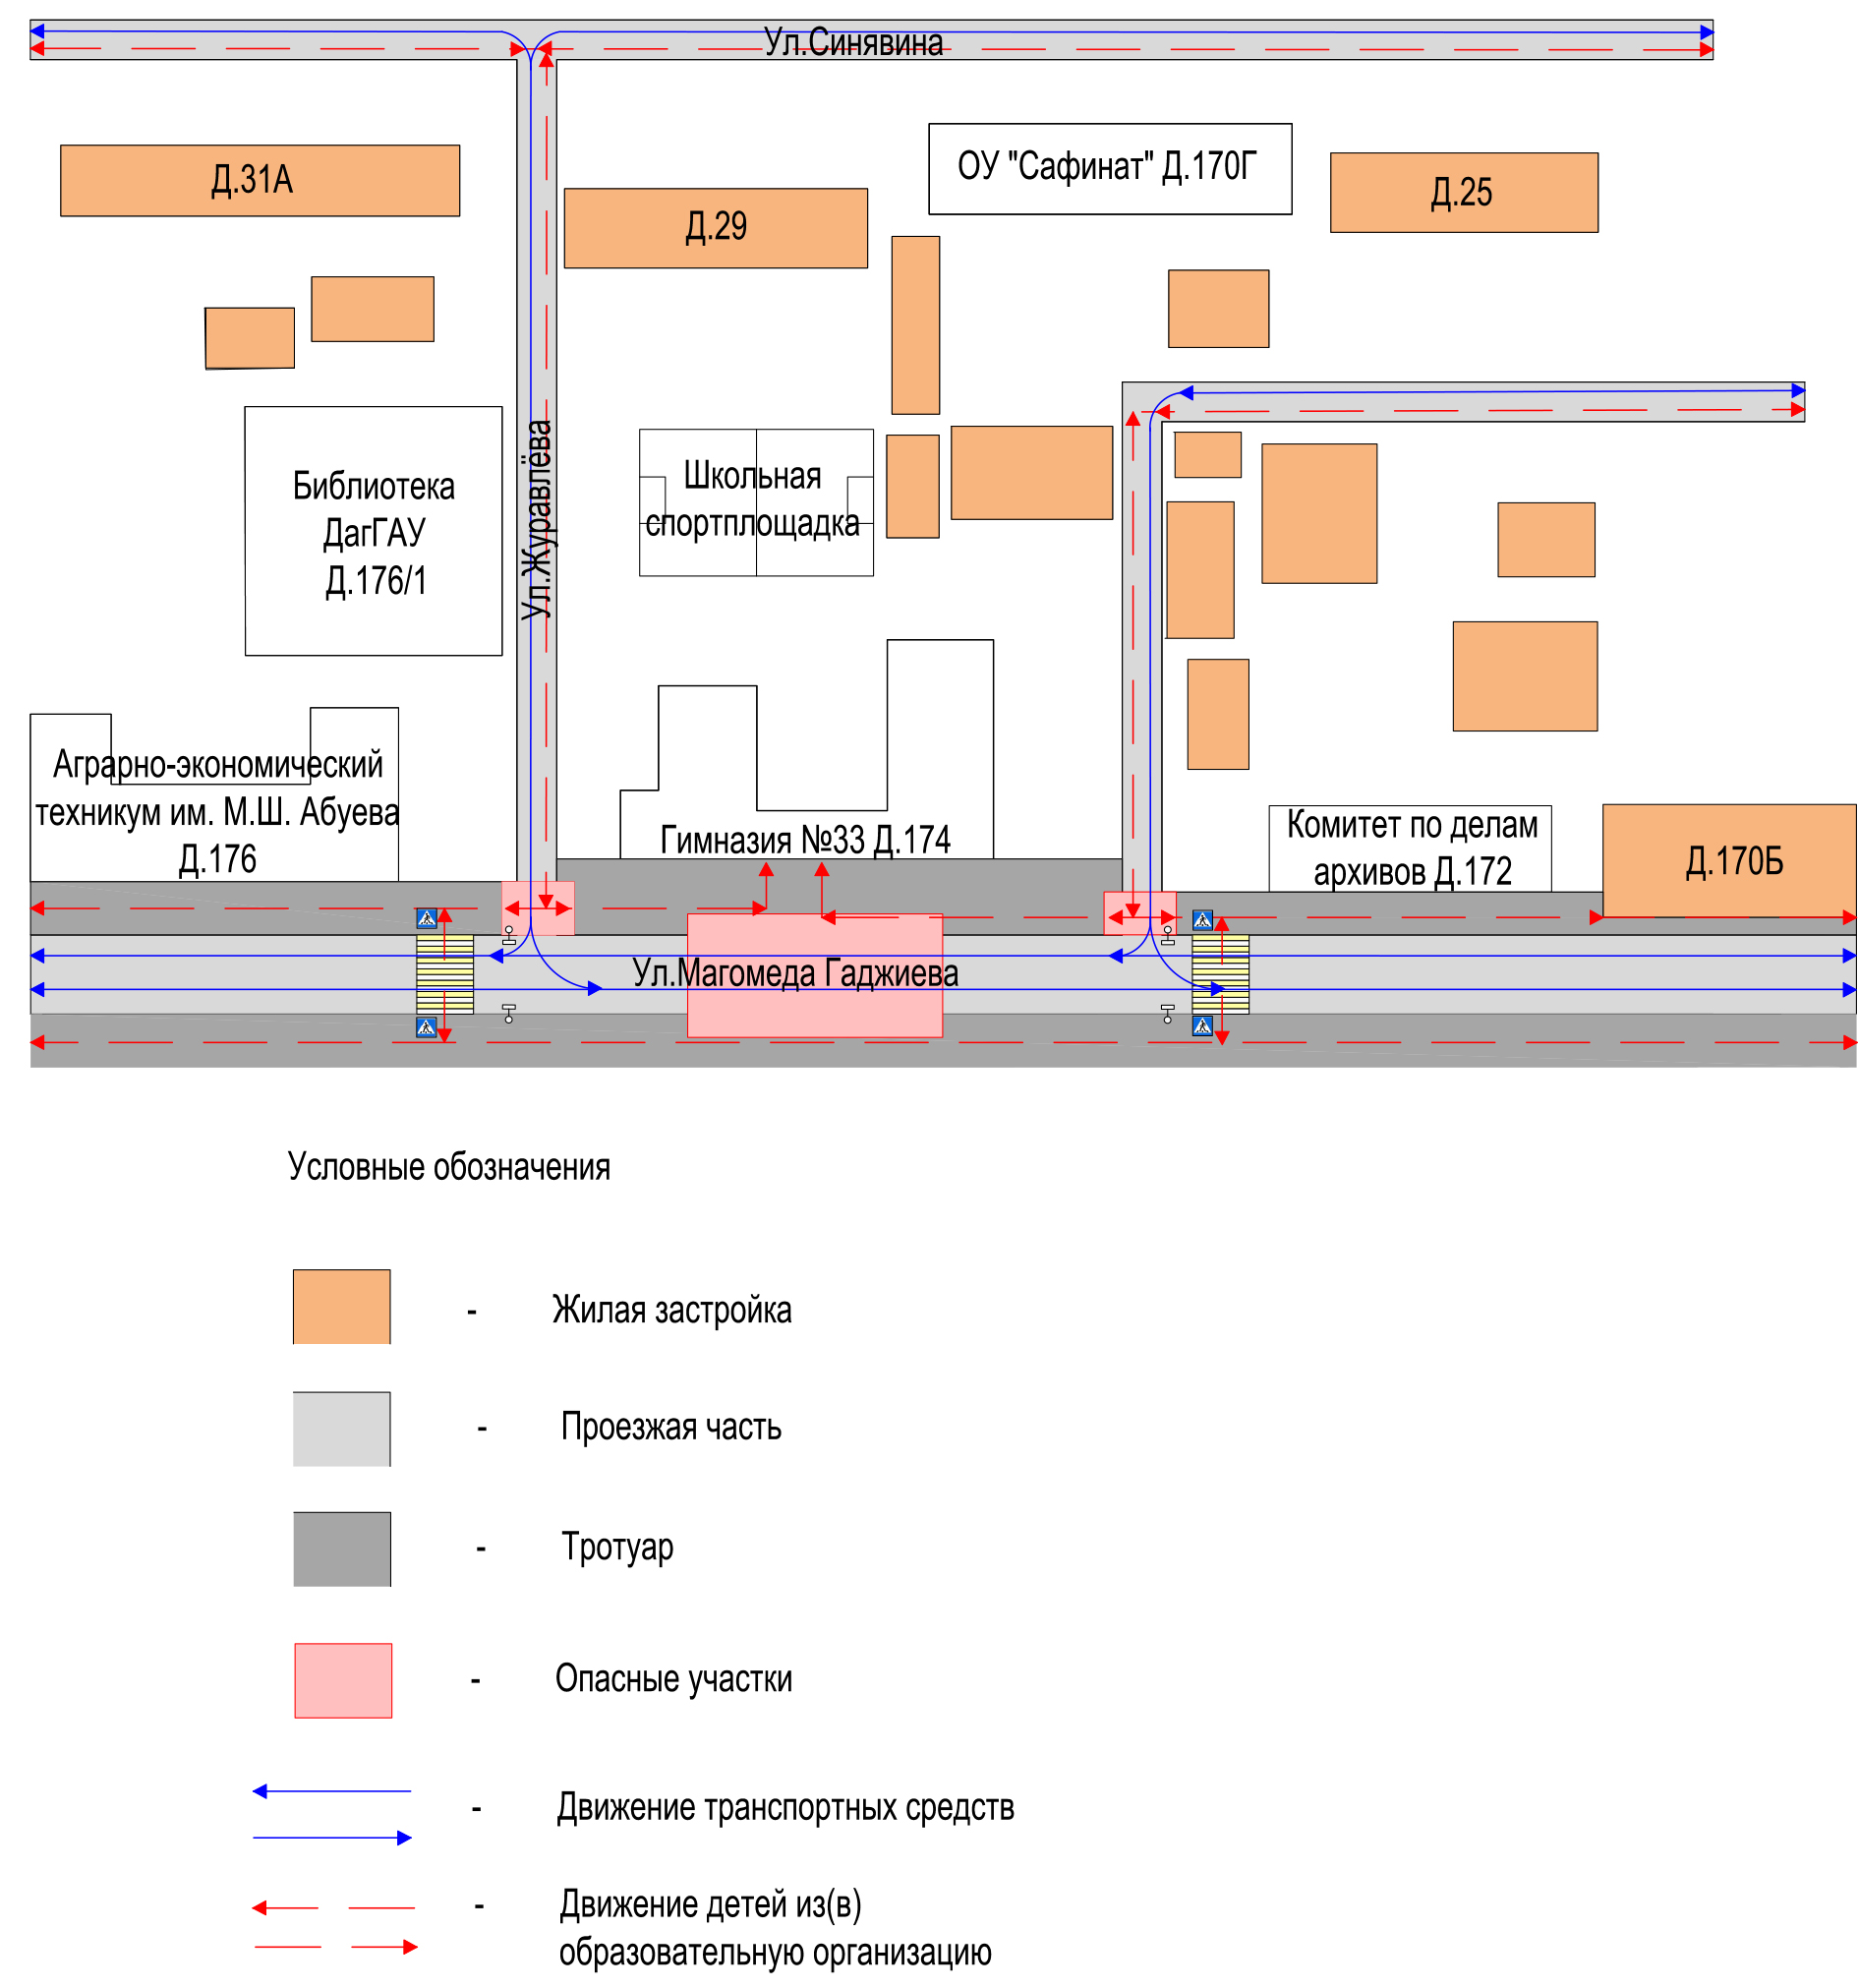 Ул.Синявина
Д.31А
Д.29
ОУ "Сафинат" Д.170Г
Д.25
Библиотека
ДагГАУ
Д.176/1
Ул.Журавлёва
Школьная
спортплощадка
Аграрно-экономический
техникум им. М.Ш. Абуева
Д.176
Гимназия №33 Д.174
Комитет по делам
архивов Д.172
Д.170Б
Ул.Магомеда Гаджиева
Условные обозначения
- Жилая застройка
- Проезжая часть
- Тротуар
- Опасные участки
- Движение транспортных средств
- Движение детей из(в)
образовательную организацию